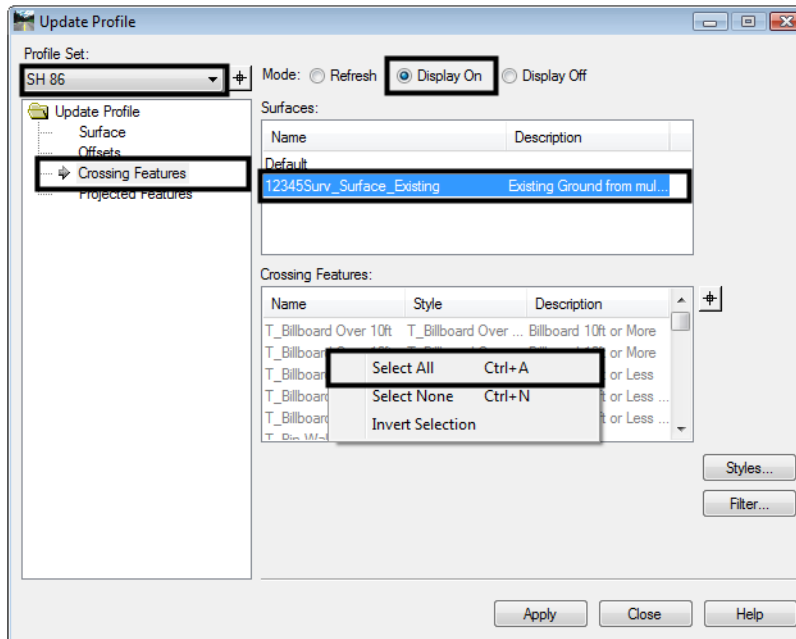 Update Profile
Profile Set:
SH 86
Mode: Refresh Display On Display Off
Update Profile
Surface
Offsets
Crossing Features
Projected Features
Surfaces:
Name Description
Default
12345Surv_Surface_Existing Existing Ground from mul...
Crossing Features:
Name Style Description
T_Billboard Over 10ft T_Billboard Over ... Billboard 10ft or More
T_Billboard or More
T_Billboard t or Less
T_Billboard t or Less ...
T_Billboard t or Less ...
Select All Ctrl+A
Select None Ctrl+N
Invert Selection
Styles...
Filter...
Apply Close Help